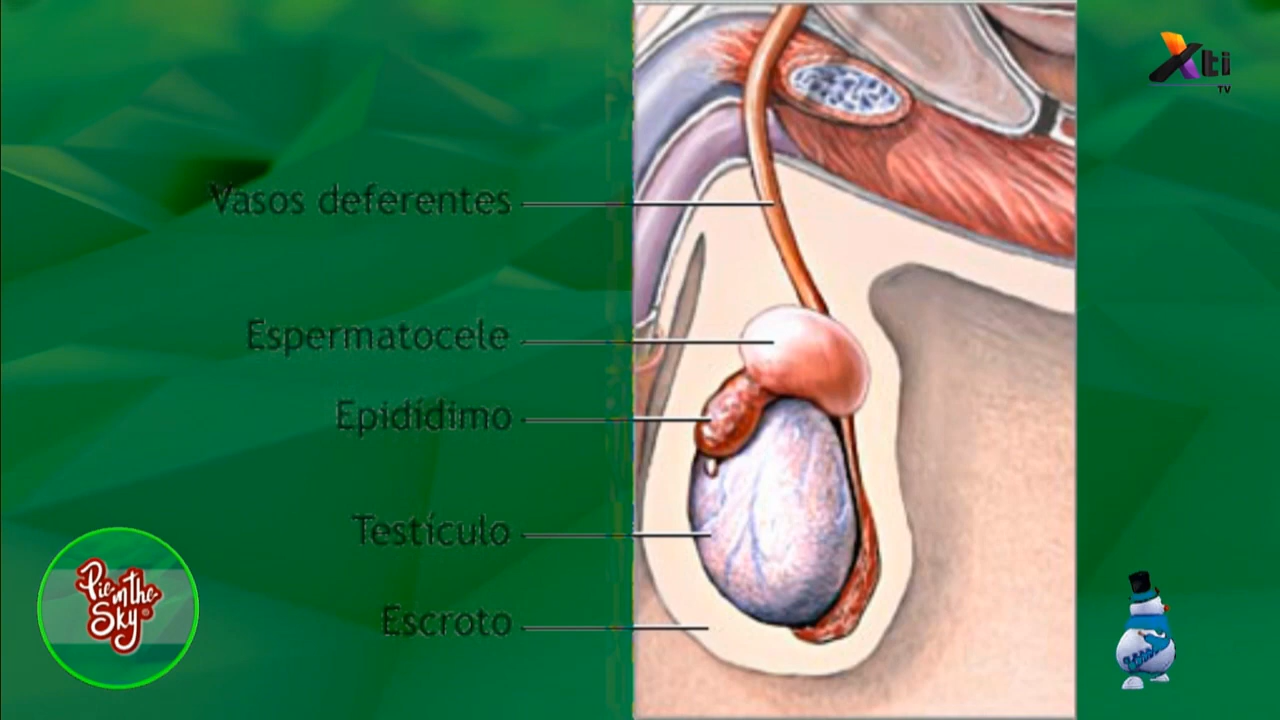 Xti
TV
Vasos deferentes
Espermatocele
Epidídimo
Testículo
Escroto
Pie in the
Sky